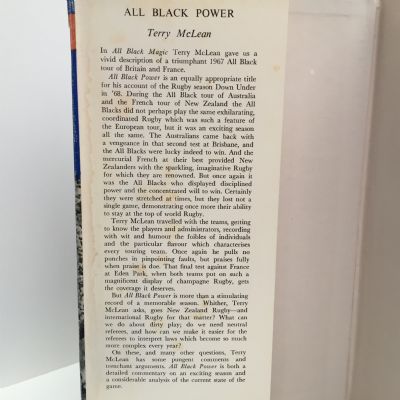 ALL BLACK POWER
Terry McLean
In All Black Magic Terry McLean gave us a
vivid description of a triumphant 1967 All Black
tour of Britain and France.
All Black Power is an equally appropriate title
for his account of the Rugby season Down Under
in '68. During the All Black tour of Australia
and the French tour of New Zealand the All
Blacks did not perhaps play the same exhilarating,
coordinated Rugby which was such a feature of
the European tour, but it was an exciting season
all the same. The Australians came back with
a vengeance in that second test at Brisbane, and
the All Blacks were lucky indeed to win. And the
mercurial French at their best provided New
Zealanders with the sparkling, imaginative Rugby
for which they are renowned. But once again it
was the All Blacks who displayed disciplined
power and the concentrated will to win. Certainly
they were stretched at times, but they lost not a
single game, demonstrating once more their ability
to stay at the top of world Rugby.
Terry McLean travelled with the teams, getting
to know the players and administrators, recording
with wit and humour the foibles of individuals
and the particular flavour which characterises
every touring team. Once again he pulls no
punches in pinpointing faults, but praises fully
when praise is due. That final test against France
at Eden Park, when both teams put on such a
magnificent display of champagne Rugby, gets
the coverage it deserves.
But All Black Power is more than a stimulating
record of a memorable season. Whither, Terry
McLean asks, goes New Zealand Rugby—and
international Rugby for that matter? What can
we do about dirty play; do we need neutral
referees, and how can we make it easier for the
referees to interpret laws which become so much
more complex every year?
On these, and many other questions, Terry
McLean has some pungent comments and
trenchant arguments. All Black Power is both a
detailed commentary on an exciting season and
a considerable analysis of the current state of the
game.